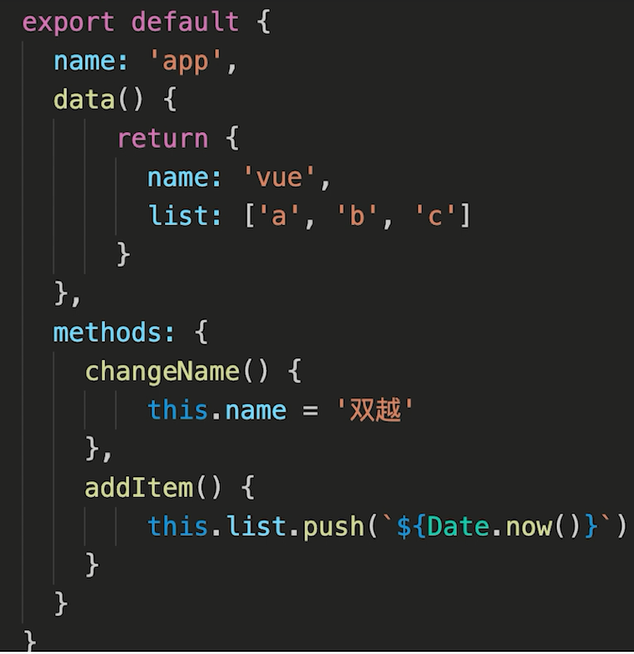 export default {
  name: 'app',
  data() {
      return {
        name: 'vue',
        list: ['a', 'b', 'c']
      }
  },
  methods: {
    changeName() {
        this.name = '双越'
    },
    addItem() {
        this.list.push(`${Date.now()}`)
    }
  }
}